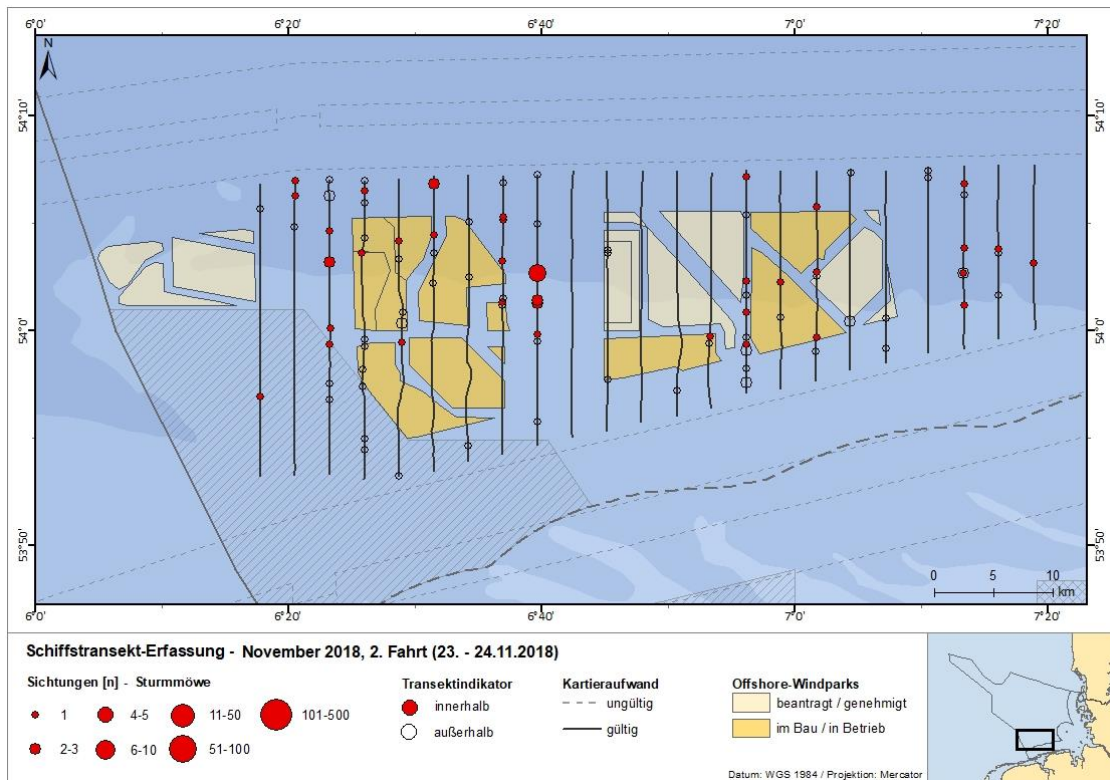 6°0' 6°20' 6°40' 7°0' 7°20'
N
54°10' 54°10'
54°0' 54°0'
53°50' 53°50'
0 5 10
km
6°0' 6°20' 6°40' 7°0' 7°20'
Schiffstransekt-Erfassung - November 2018, 2. Fahrt (23. - 24.11.2018)
Sichtungen [n] - Sturmmöwe
1 4-5 11-50 101-500
2-3 6-10 51-100
Transektindikator
innerhalb
außerhalb
Kartieraufwand
ungültig
gültig
Offshore-Windparks
beantragt / genehmigt
im Bau / in Betrieb
Datum: WGS 1984 / Projektion: Mercator